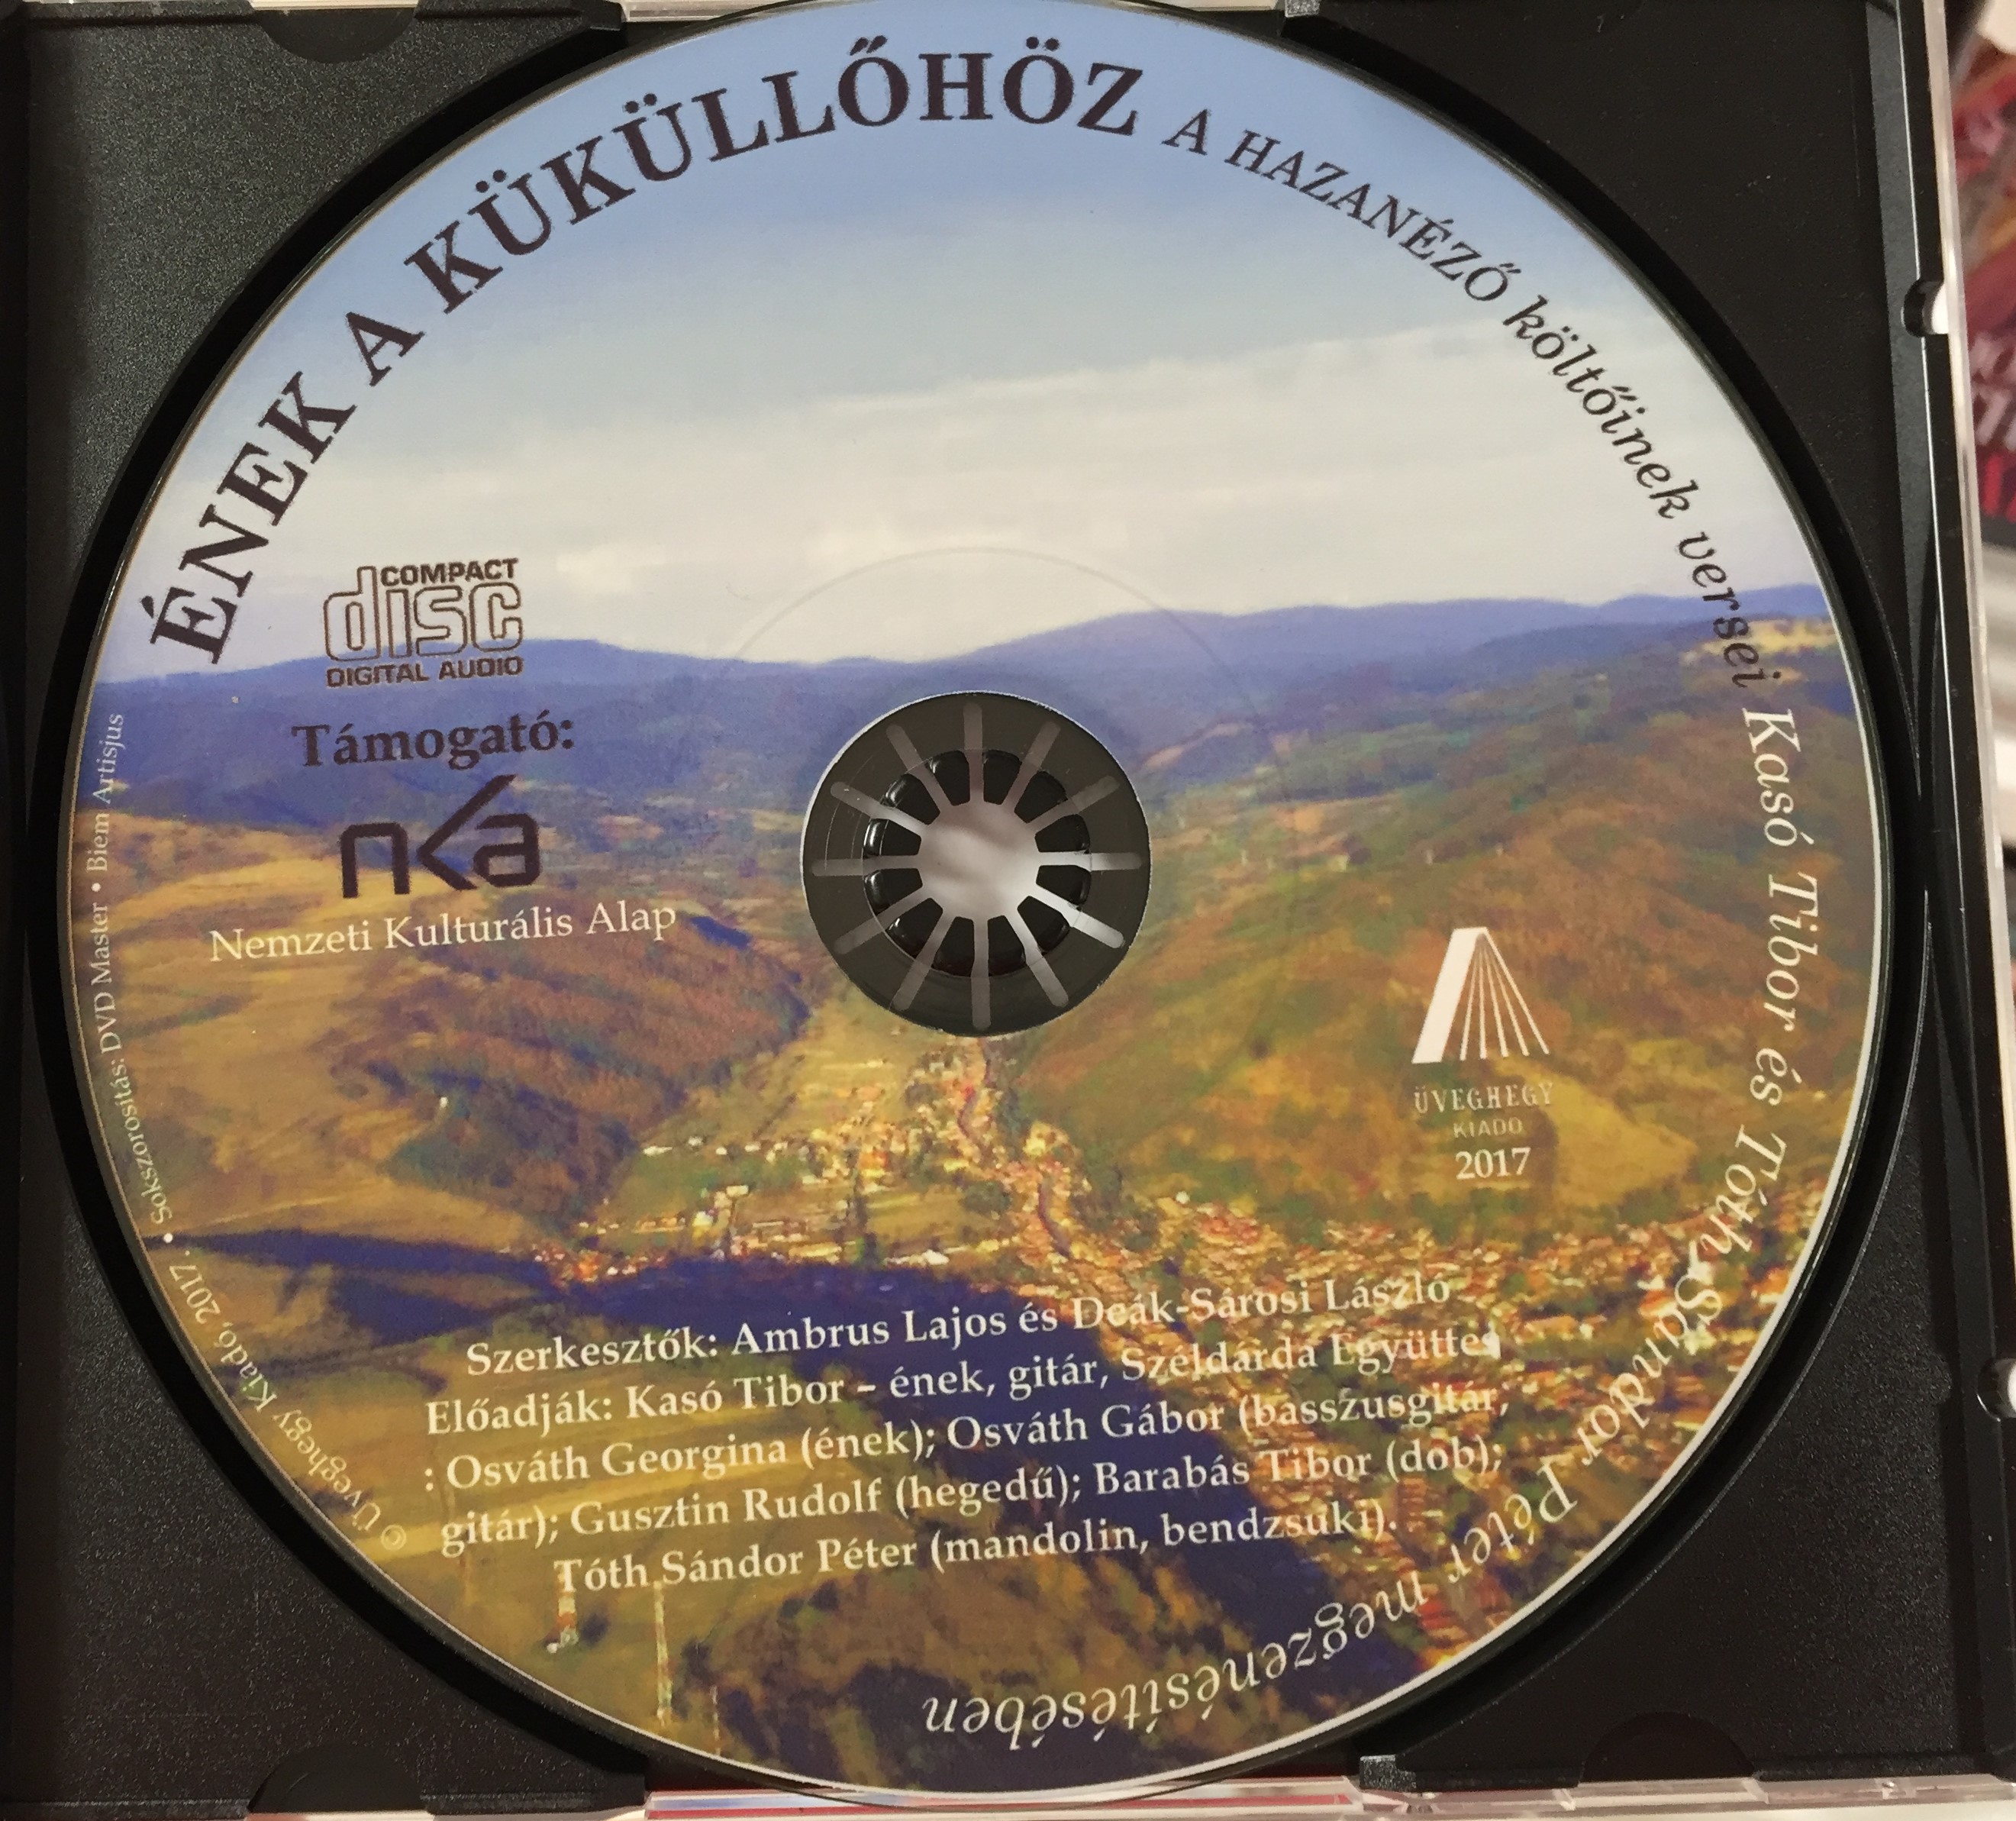 ÉNEK A KÜKÜLLŐHÖZ A HAZANÉZŐ költőinek versei Kasó Tibor és Tóth Sándor Péter megzenésítésében
COMPACT
disc
DIGITAL AUDIO
Támogató:
nka
Nemzeti Kulturális Alap
ÜVEGHEGY
KIADO
2017
Szerkesztők: Ambrus Lajos és Deák-Sárosi László
Előadják: Kasó Tibor – ének, gitár, Széldárda Együttes
: Osváth Georgina (ének); Osváth Gábor (basszusgitár,
gitár); Gusztin Rudolf (hegedű); Barabás Tibor (dob);
Tóth Sándor Péter (mandolin, bendzsuki).
© Üveghegy Kiadó, 2017. • Sokszorosítás: DVD Master • Biem Artisjus